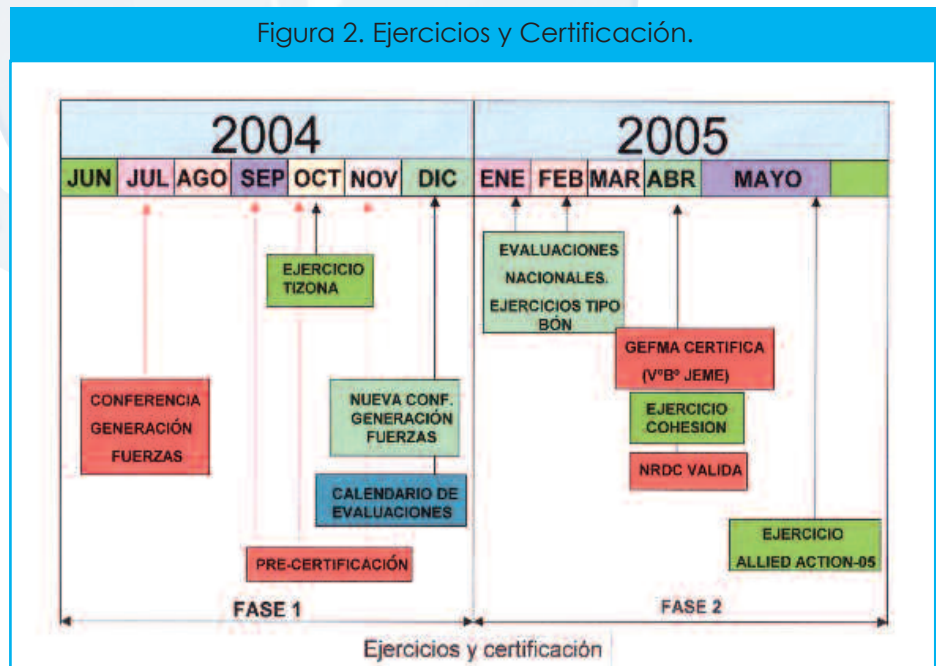 Figura 2. Ejercicios y Certificación.
2004
2005
JUN JUL AGO SEP OCT NOV DIC ENE FEB MAR ABR MAYO
EJERCICIO
TIZONA
EVALUACIONES
NACIONALES.
EJERCICIOS TIPO
BÓN
GEFMA CERTIFICA
(VºBº JEME)
CONFERENCIA
GENERACIÓN
FUERZAS
NUEVA CONF.
GENERACIÓN
FUERZAS
EJERCICIO
COHESION
NRDC VALIDA
CALENDARIO DE
EVALUACIONES
EJERCICIO
ALLIED ACTION-05
PRE-CERTIFICACIÓN
FASE 1
FASE 2
Ejercicios y certificación